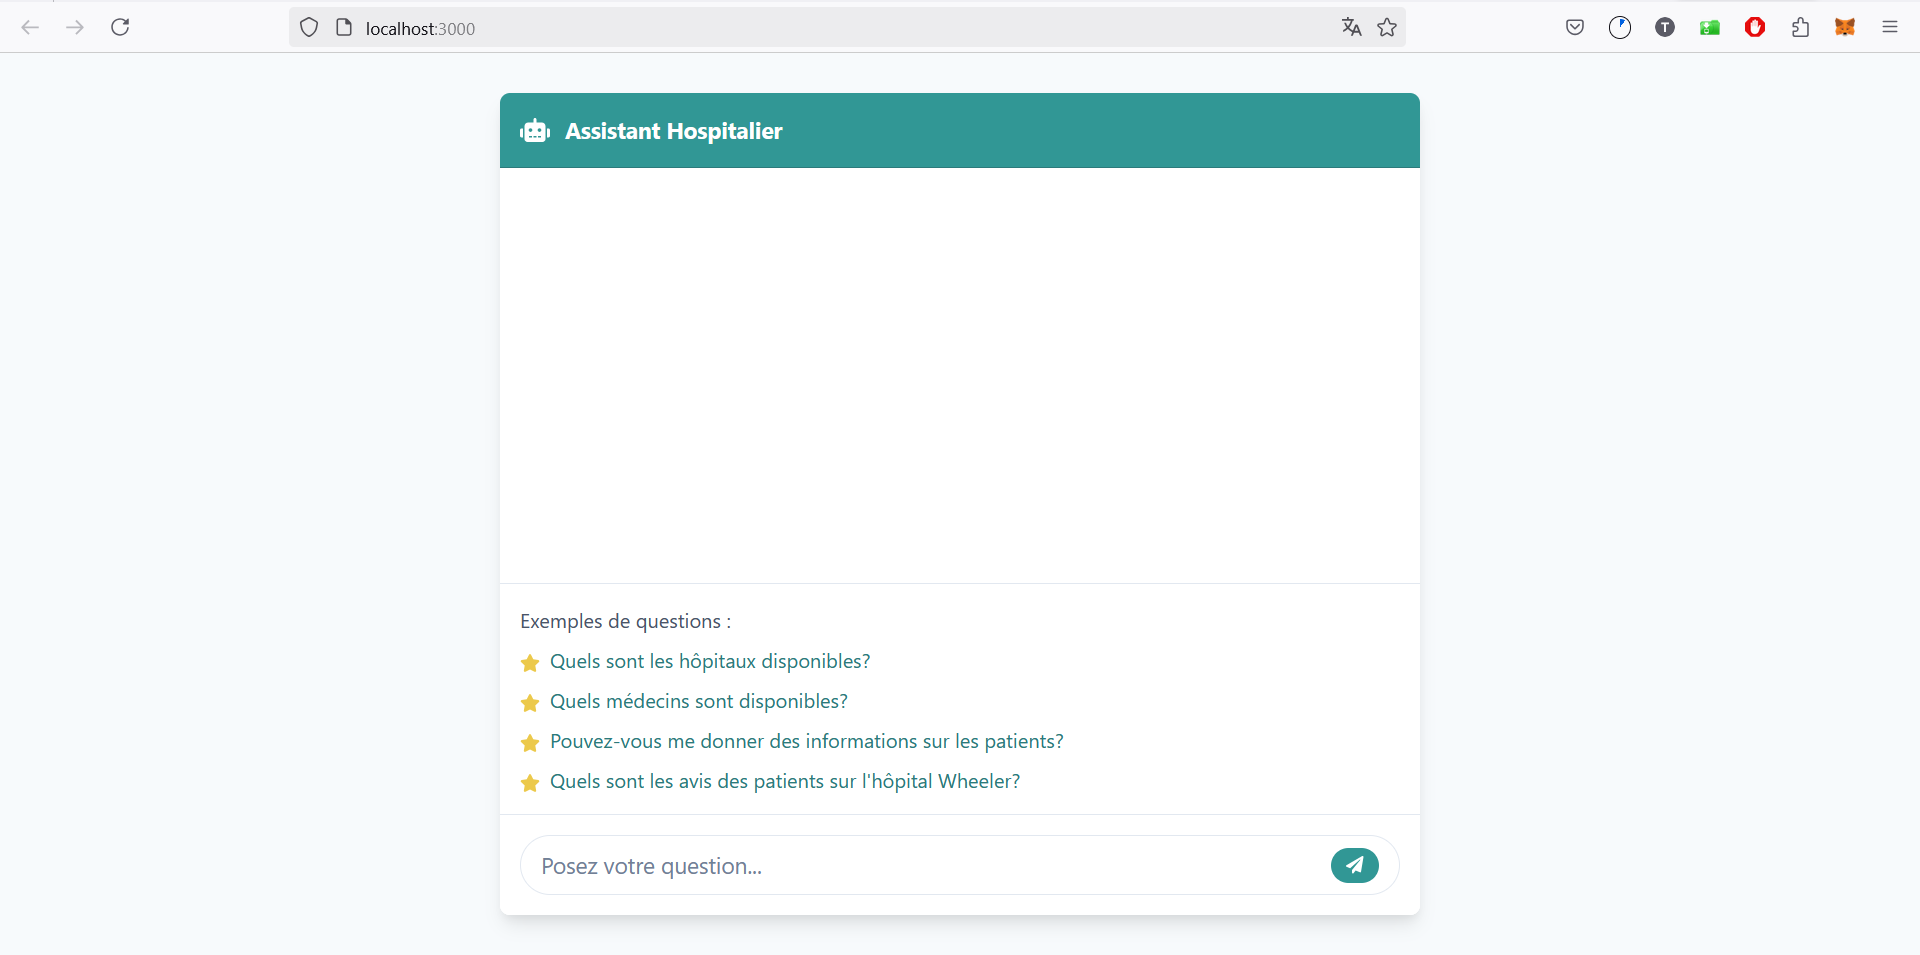 localhost:3000
T
Assistant Hospitalier
Exemples de questions :
Quels sont les hôpitaux disponibles?
Quels médecins sont disponibles?
Pouvez-vous me donner des informations sur les patients?
Quels sont les avis des patients sur l'hôpital Wheeler?
Posez votre question...